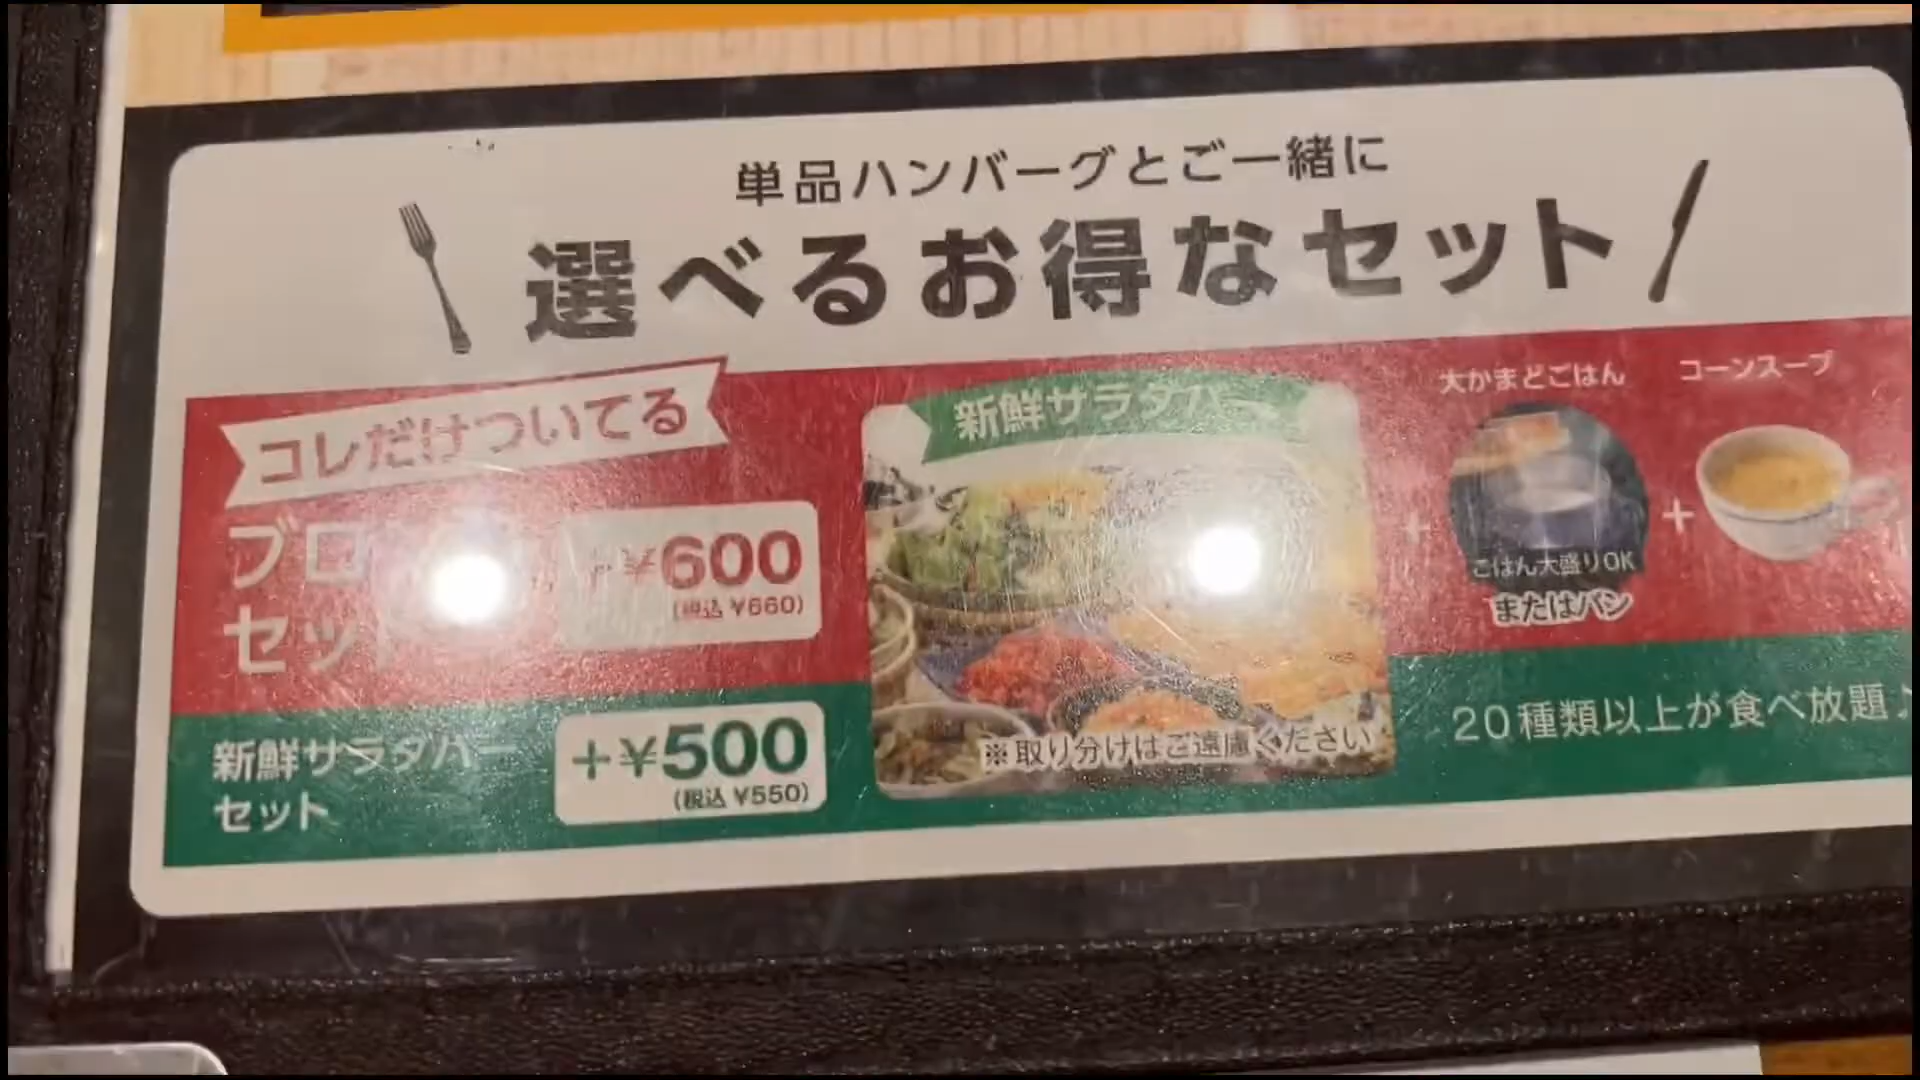 単品ハンバーグとご一緒に
選べるお得なセット
コレだけついてる
¥600
(税込 ¥660)
新鮮サラダバー
大かまどごはん
コーンスープ
+
+
ごはん大盛りOK
またはパン
新鮮サラダバー
セット
+¥500
(税込 ¥550)
※取り分けはご遠慮ください
20種類以上が食べ放題♪